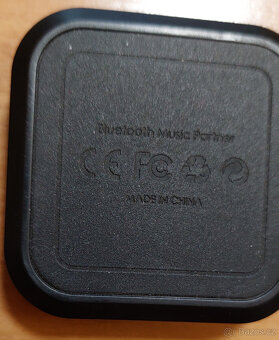 Bluetooth Music Partner
CE FC
MADE IN CHINA